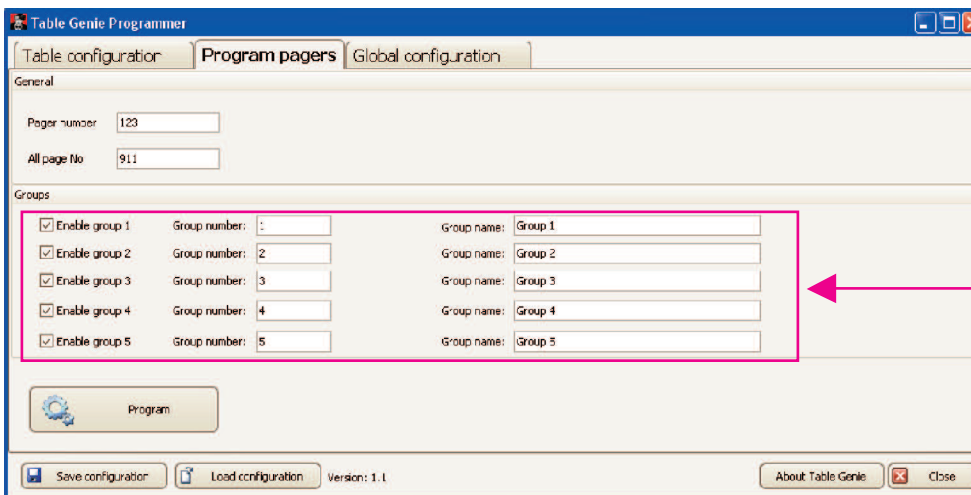 Table Genie Programmer
Table configuration Program pagers Global configuration
General
Pager number 123
All page No 911
Groups
Enable group 1 Group number: 1 Group name: Group 1
Enable group 2 Group number: 2 Group name: Group 2
Enable group 3 Group number: 3 Group name: Group 3
Enable group 4 Group number: 4 Group name: Group 4
Enable group 5 Group number: 5 Group name: Group 5
Program
Save configuration Load configuration Version: 1.1 About Table Genie Close